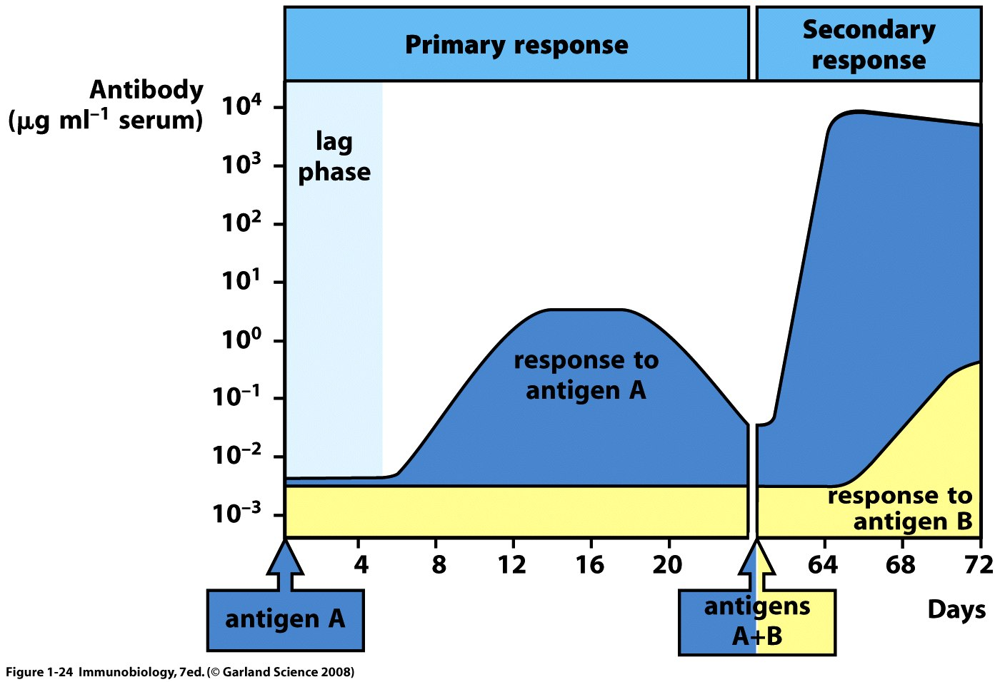 Primary response
Secondary
response
Antibody
(μg ml⁻¹ serum)
10⁴
10³
10²
10¹
10⁰
10⁻¹
10⁻²
10⁻³
lag
phase
response to
antigen A
response to
antigen B
4
8
12
16
20
64
68
72
Days
antigen A
antigens
A+B
Figure 1-24 Immunobiology, 7ed. (© Garland Science 2008)